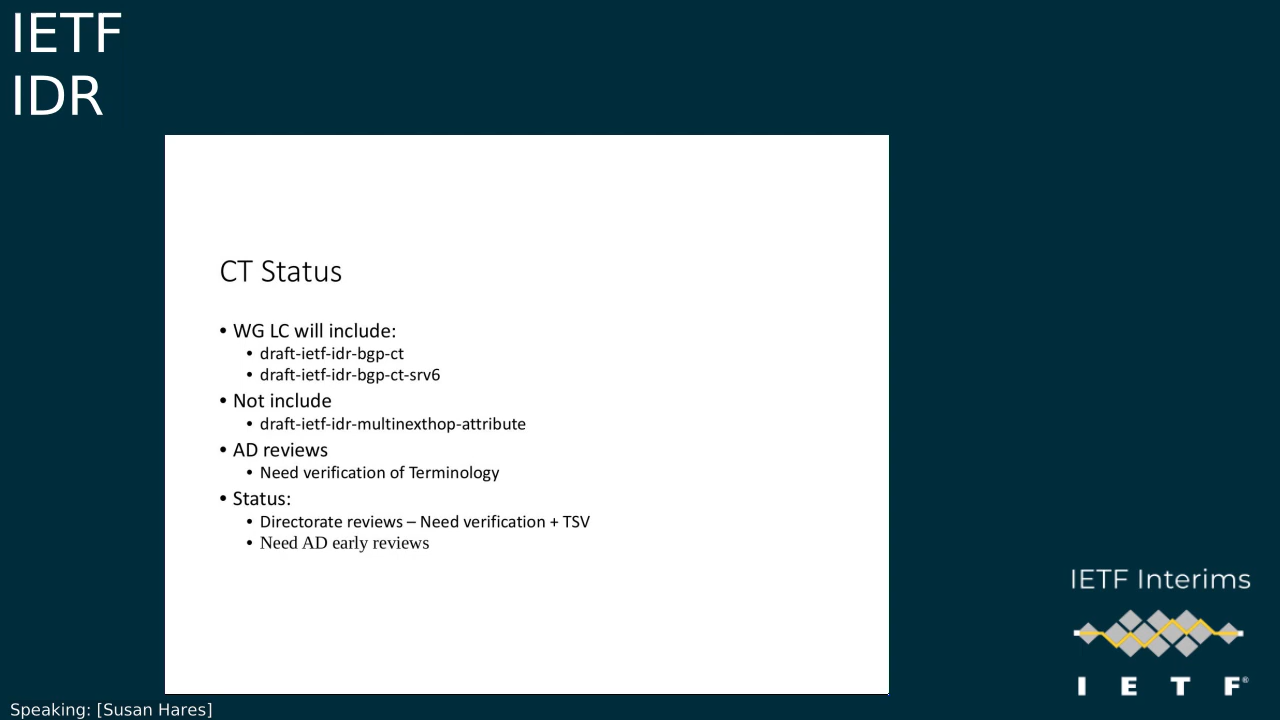 IETF
IDR
CT Status
• WG LC will include:
• draft-ietf-idr-bgp-ct
• draft-ietf-idr-bgp-ct-srv6
• Not include
• draft-ietf-idr-multinexthop-attribute
• AD reviews
• Need verification of Terminology
• Status:
• Directorate reviews – Need verification + TSV
• Need AD early reviews
IETF Interims
I E T F®
Speaking: [Susan Hares]